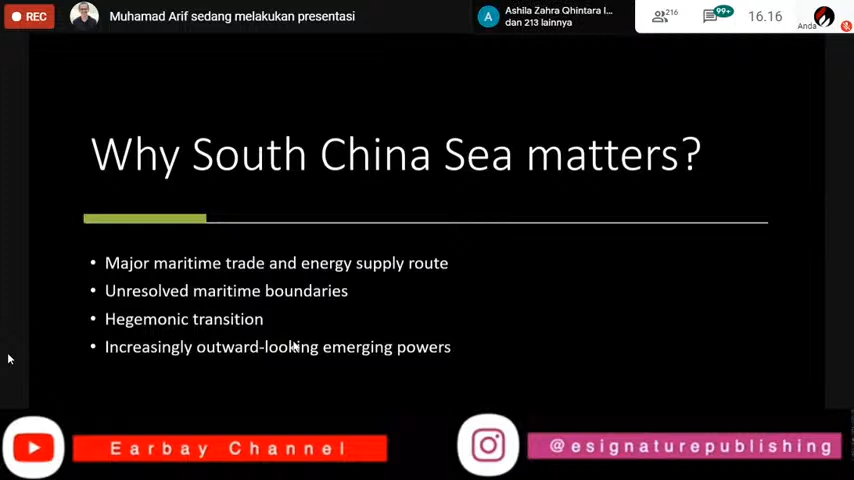 REC
Muhamad Arif sedang melakukan presentasi
A
Ashila Zahra Qhintara I...
dan 213 lainnya
216
99+
16.16
Anda
Why South China Sea matters?
• Major maritime trade and energy supply route
• Unresolved maritime boundaries
• Hegemonic transition
• Increasingly outward-looking emerging powers
Earbay Channel
@esignaturepublishing